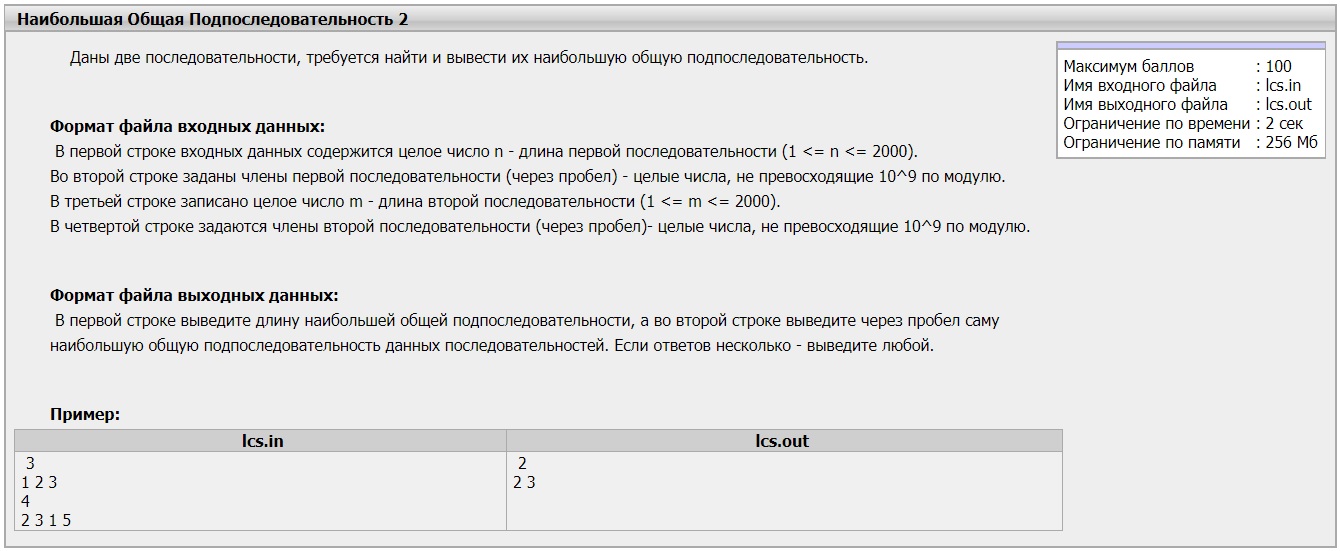 Наибольшая Общая Подпоследовательность 2
Даны две последовательности, требуется найти и вывести их наибольшую общую подпоследовательность.
Максимум баллов : 100
Имя входного файла : lcs.in
Имя выходного файла : lcs.out
Ограничение по времени : 2 сек
Ограничение по памяти : 256 Мб
Формат файла входных данных:
В первой строке входных данных содержится целое число n - длина первой последовательности (1 <= n <= 2000).
Во второй строке заданы члены первой последовательности (через пробел) - целые числа, не превосходящие 10^9 по модулю.
В третьей строке записано целое число m - длина второй последовательности (1 <= m <= 2000).
В четвертой строке задаются члены второй последовательности (через пробел)- целые числа, не превосходящие 10^9 по модулю.
Формат файла выходных данных:
В первой строке выведите длину наибольшей общей подпоследовательности, а во второй строке выведите через пробел саму
наибольшую общую подпоследовательность данных последовательностей. Если ответов несколько - выведите любой.
Пример:
lcs.in lcs.out
3 2
1 2 3 2 3
4
2 3 1 5